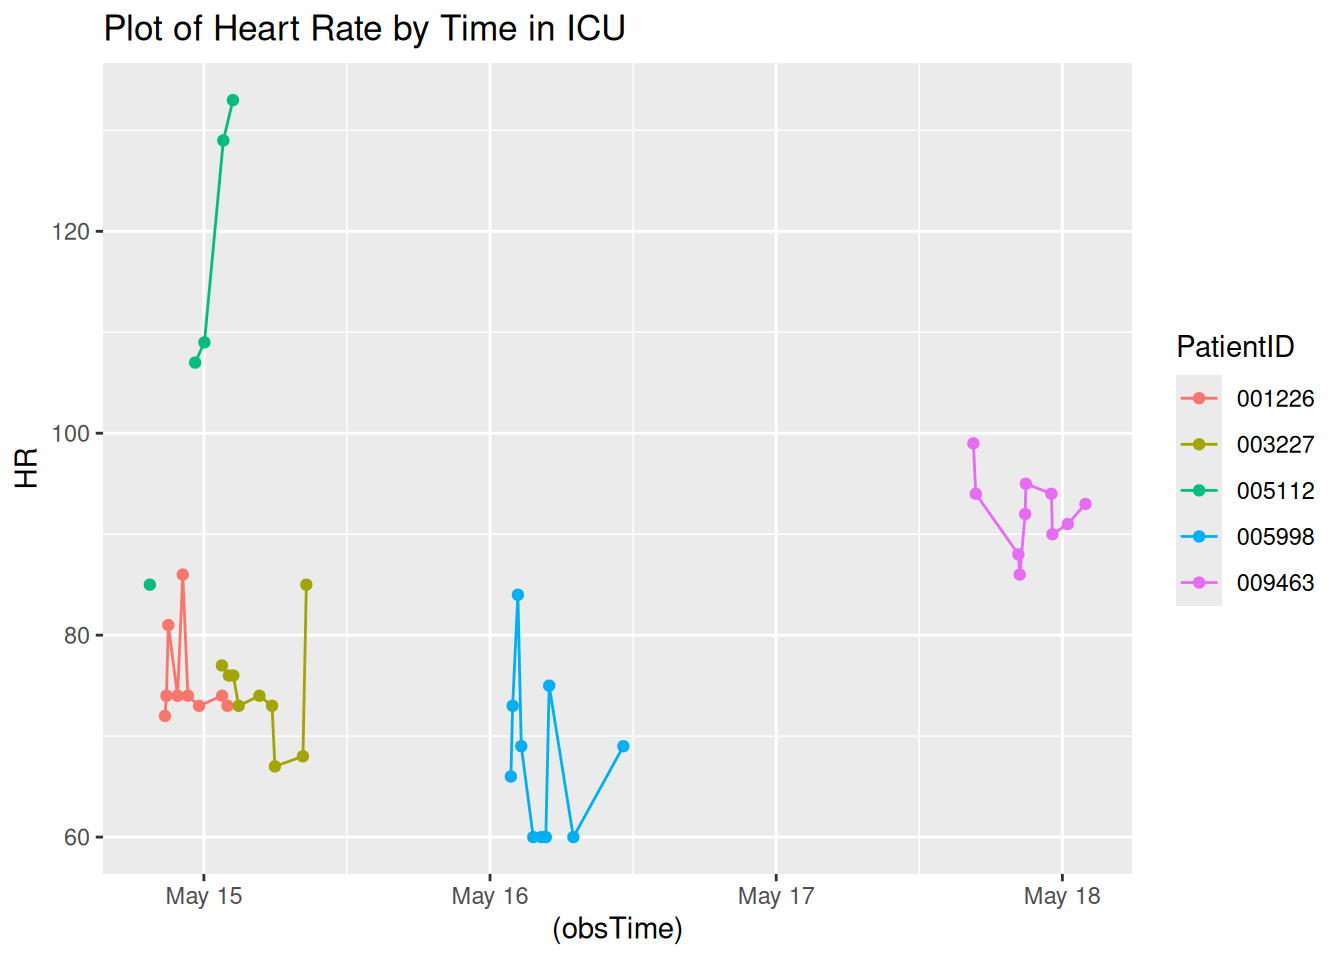 Plot of Heart Rate by Time in ICU
HR
120
100
80
60
May 15
May 16
May 17
May 18
(obsTime)
PatientID
001226
003227
005112
005998
009463